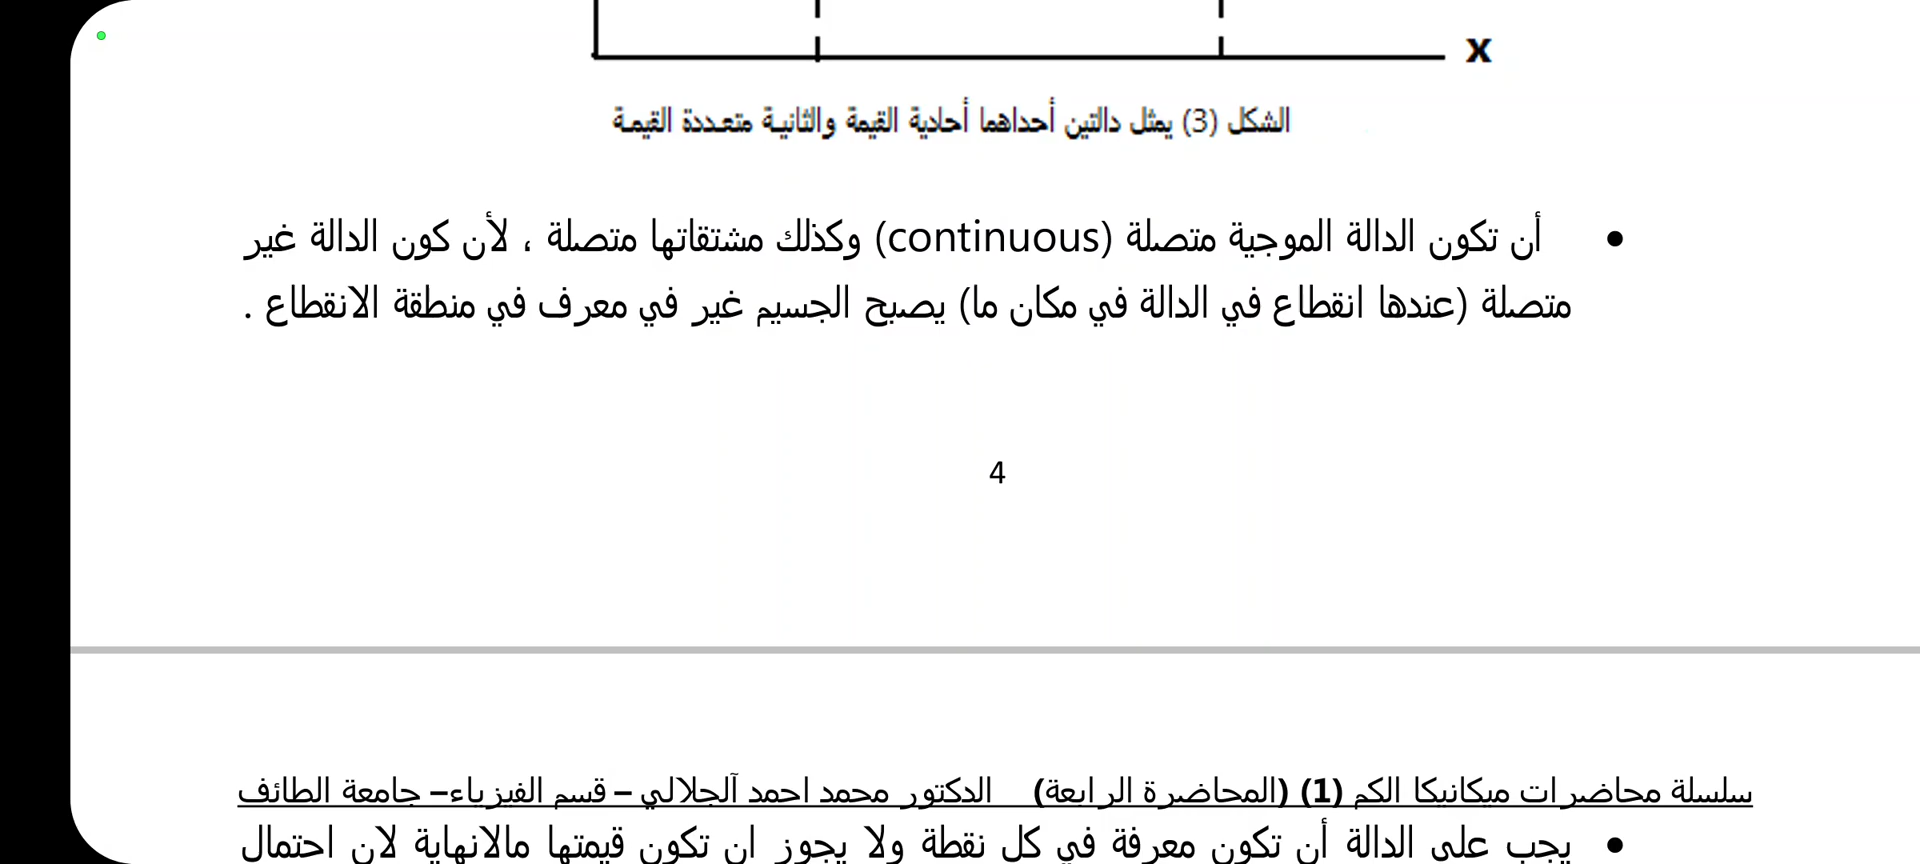 x
الشكل (3) يمثل دالتين أحداهما أحادية القيمة والثانية متعددة القيمة
• أن تكون الدالة الموجية متصلة (continuous) وكذلك مشتقاتها متصلة ، لأن كون الدالة غير
متصلة (عندها انقطاع في الدالة في مكان ما) يصبح الجسيم غير في معرف في منطقة الانقطاع .
4
سلسلة محاضرات ميكانيكا الكم (1) (المحاضرة الرابعة) الدكتور محمد احمد آلجلالي – قسم الفيزياء– جامعة الطائف
• يجب على الدالة أن تكون معرفة في كل نقطة ولا يجوز ان تكون قيمتها مالانهاية لان احتمال